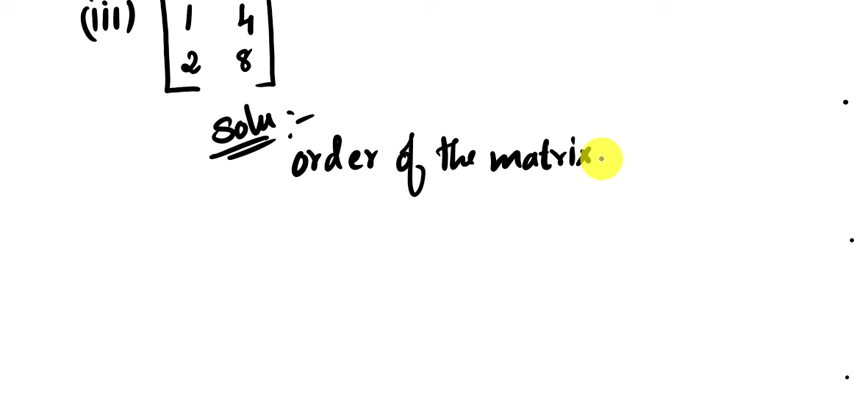 (iii) [1 4
2 8]
Solu :-
order of the matrix